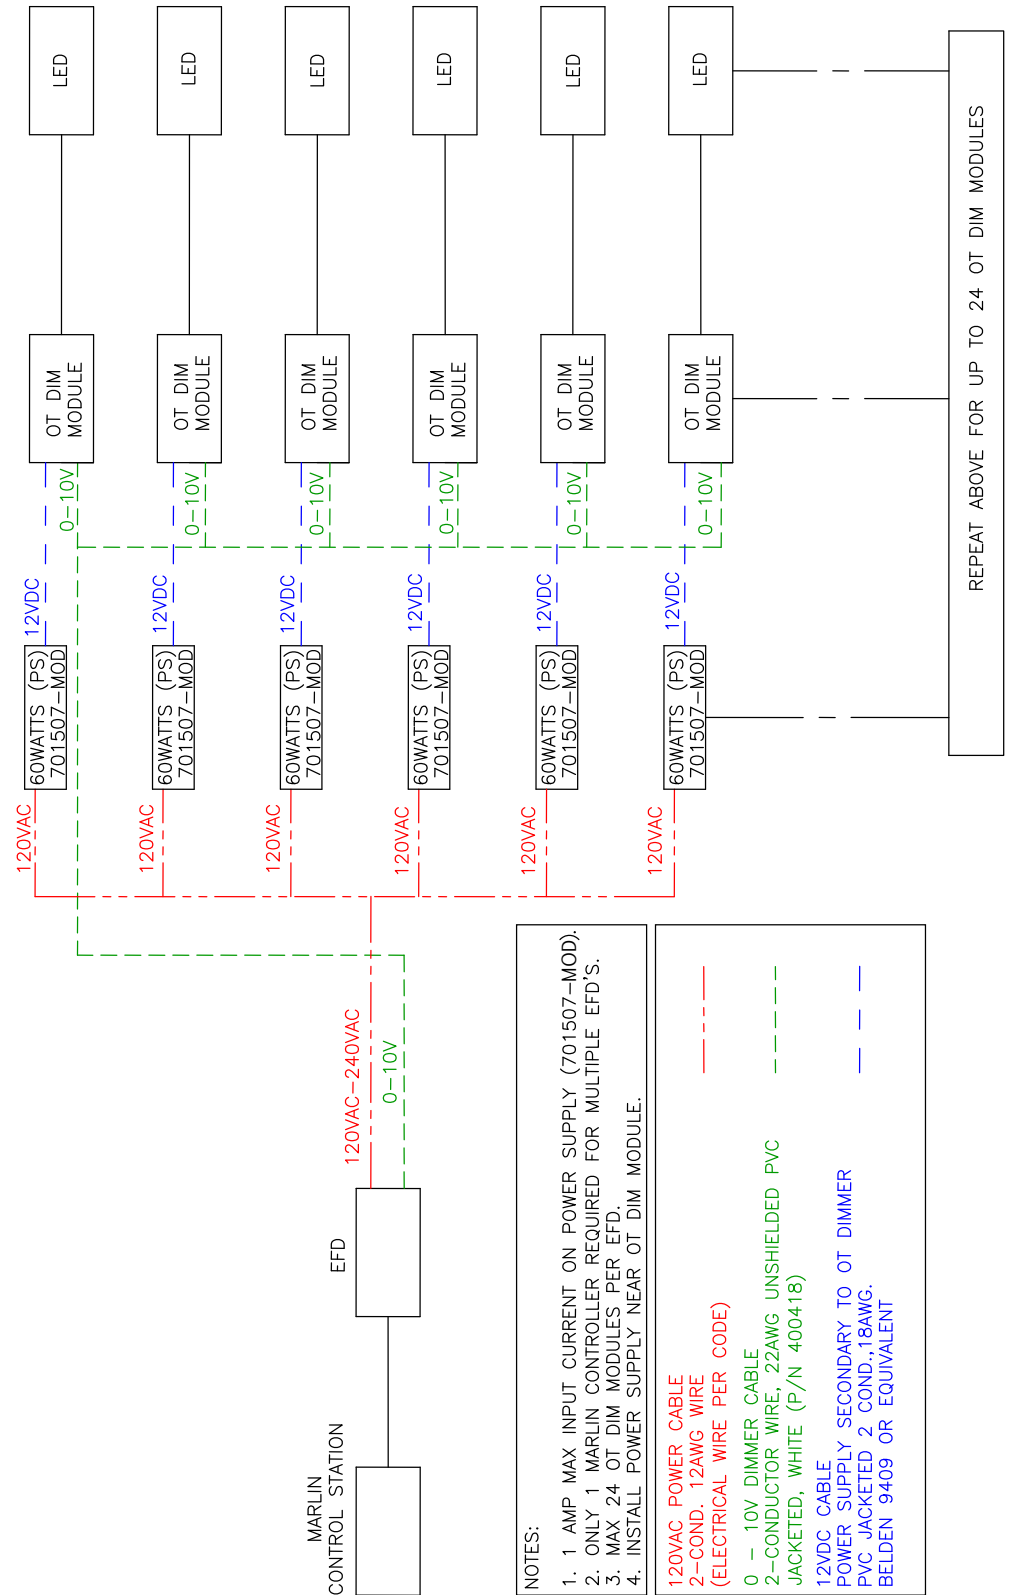 MARLIN
CONTROL STATION
EFD
120VAC-240VAC
0-10V
120VAC
60WATTS (PS)
701507-MOD
12VDC
0-10V
OT DIM
MODULE
LED
120VAC
60WATTS (PS)
701507-MOD
12VDC
0-10V
OT DIM
MODULE
LED
120VAC
60WATTS (PS)
701507-MOD
12VDC
0-10V
OT DIM
MODULE
LED
120VAC
60WATTS (PS)
701507-MOD
12VDC
0-10V
OT DIM
MODULE
LED
120VAC
60WATTS (PS)
701507-MOD
12VDC
0-10V
OT DIM
MODULE
LED
120VAC
60WATTS (PS)
701507-MOD
12VDC
0-10V
OT DIM
MODULE
LED
REPEAT ABOVE FOR UP TO 24 OT DIM MODULES
NOTES:
1. 1 AMP MAX INPUT CURRENT ON POWER SUPPLY (701507-MOD).
2. ONLY 1 MARLIN CONTROLLER REQUIRED FOR MULTIPLE EFD'S.
3. MAX 24 OT DIM MODULES PER EFD.
4. INSTALL POWER SUPPLY NEAR OT DIM MODULE.
120VAC POWER CABLE
2-COND. 12AWG WIRE
(ELECTRICAL WIRE PER CODE)
0 - 10V DIMMER CABLE
2-CONDUCTOR WIRE, 22AWG UNSHIELDED PVC
JACKETED, WHITE (P/N 400418)
12VDC CABLE
POWER SUPPLY SECONDARY TO OT DIMMER
PVC JACKETED 2 COND.,18AWG.
BELDEN 9409 OR EQUIVALENT